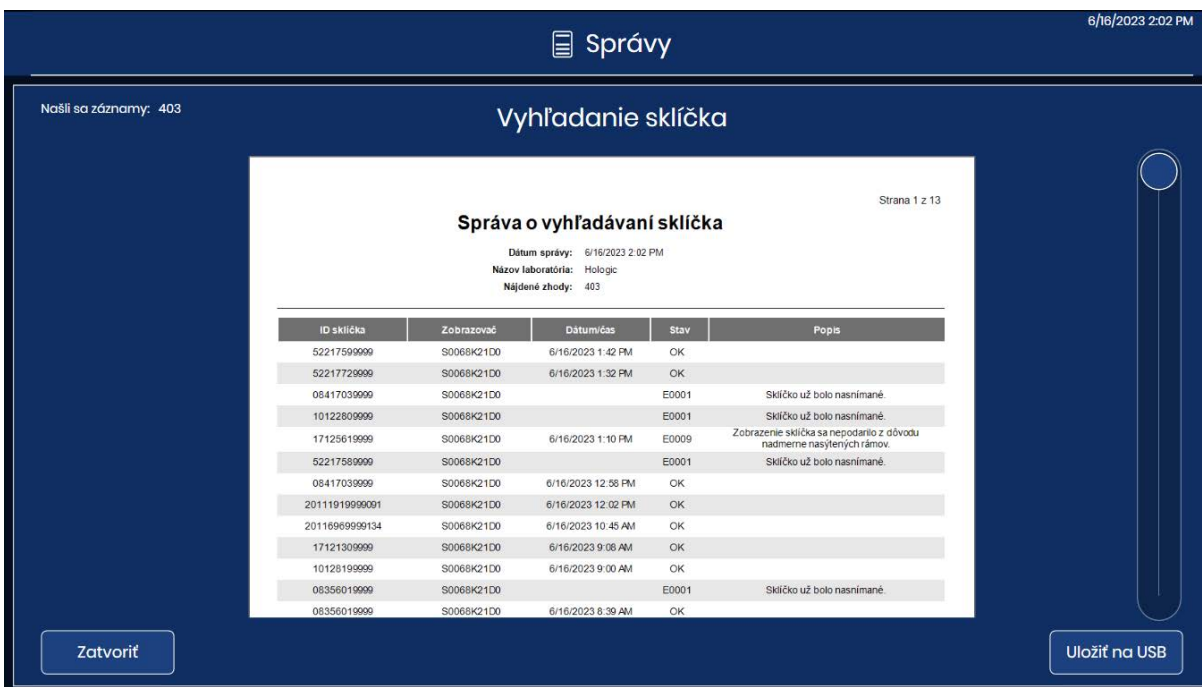 6/16/2023 2:02 PM
Správy
Našli sa záznamy: 403
Vyhľadanie sklíčka
Strana 1 z 13
Správa o vyhľadávaní sklíčka
Dátum správy: 6/16/2023 2:02 PM
Názov laboratória: Hologic
Nájdené zhody: 403
ID sklíčka Zobrazovač Dátum/čas Stav Popis
52217599999 S0068K21D0 6/16/2023 1:42 PM OK
52217729999 S0068K21D0 6/16/2023 1:32 PM OK
08417039999 S0068K21D0 E0001 Sklíčko už bolo nasnímané.
10122809999 S0068K21D0 E0001 Sklíčko už bolo nasnímané.
17125619999 S0068K21D0 6/16/2023 1:10 PM E0009 Zobrazenie sklíčka sa nepodarilo z dôvodu
nadmerne nasýtených rámov.
52217589999 S0068K21D0 E0001 Sklíčko už bolo nasnímané.
08417039999 S0068K21D0 6/16/2023 12:58 PM OK
20111919999091 S0068K21D0 6/16/2023 12:02 PM OK
20116969999134 S0068K21D0 6/16/2023 10:45 AM OK
17121309999 S0068K21D0 6/16/2023 9:08 AM OK
10128199999 S0068K21D0 6/16/2023 9:00 AM OK
08356019999 S0068K21D0 E0001 Sklíčko už bolo nasnímané.
08356019999 S0068K21D0 6/16/2023 8:39 AM OK
Zatvoriť
Uložiť na USB